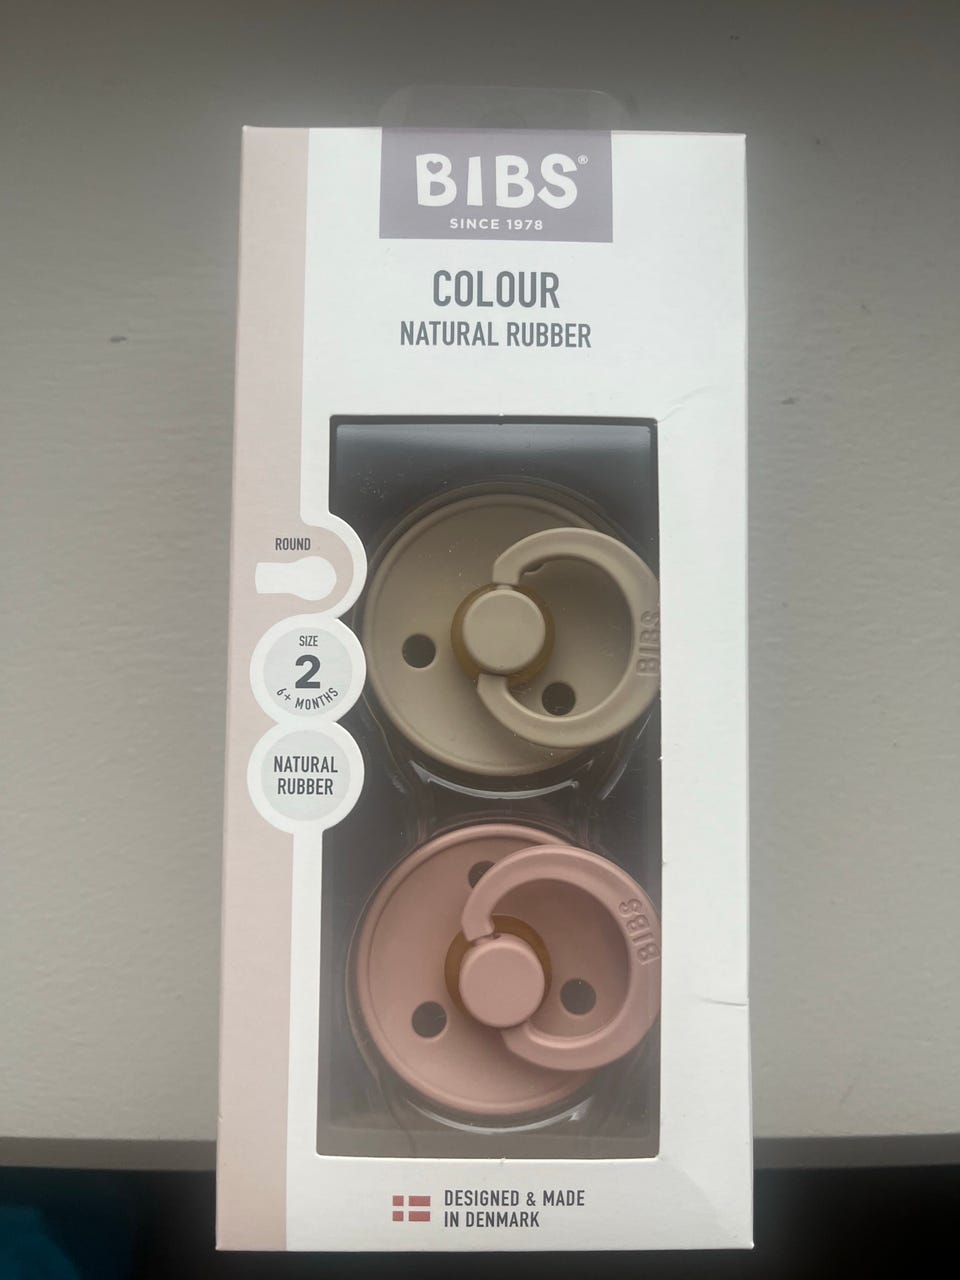 BIBS®
SINCE 1978
COLOUR
NATURAL RUBBER
ROUND
SIZE
2
6+ MONTHS
NATURAL
RUBBER
BIBS
BIBS
DESIGNED & MADE
IN DENMARK